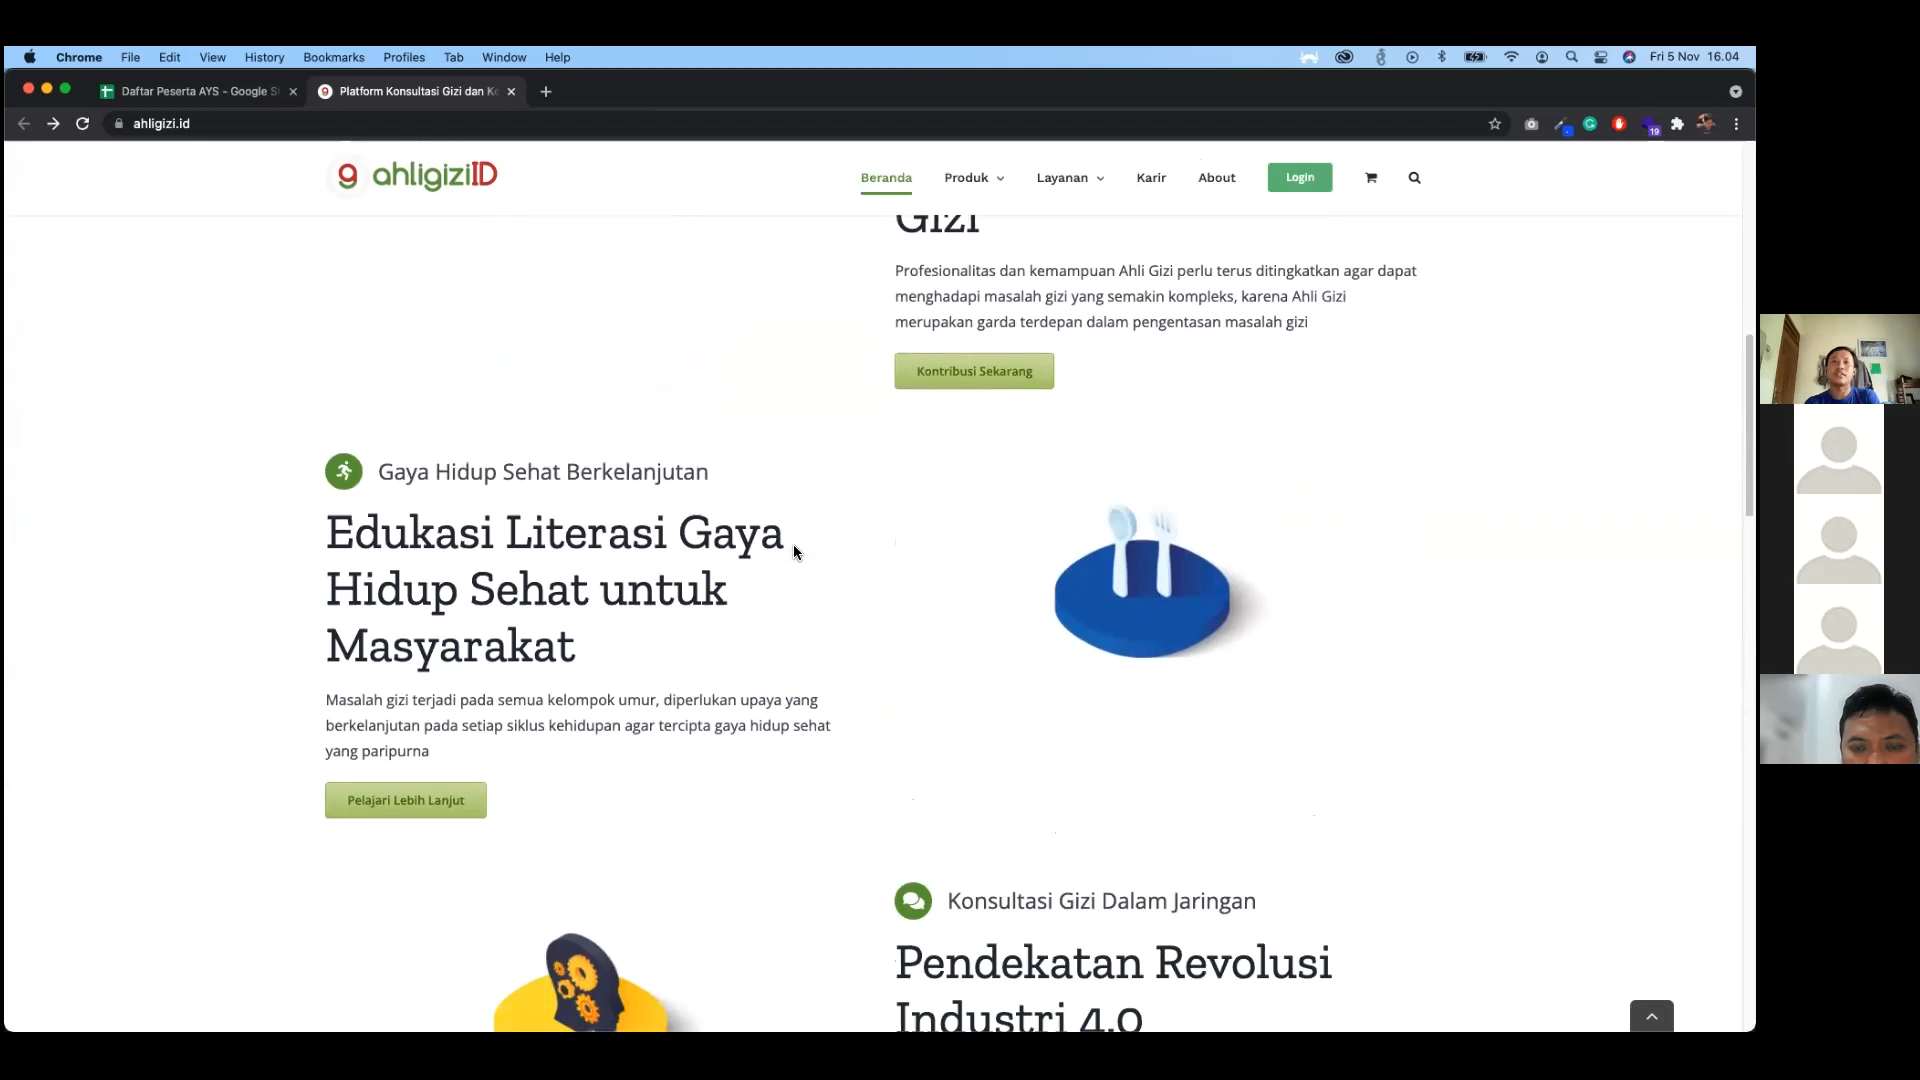 Chrome File Edit View History Bookmarks Profiles Tab Window Help Fri 5 Nov 16.04
Daftar Peserta AYS - Google S
Platform Konsultasi Gizi dan Ke
ahligizi.id
19
g ahligiziID
Beranda Produk Layanan Karir About Login
Gizi
Profesionalitas dan kemampuan Ahli Gizi perlu terus ditingkatkan agar dapat
menghadapi masalah gizi yang semakin kompleks, karena Ahli Gizi
merupakan garda terdepan dalam pengentasan masalah gizi
Kontribusi Sekarang
Gaya Hidup Sehat Berkelanjutan
Edukasi Literasi Gaya
Hidup Sehat untuk
Masyarakat
Masalah gizi terjadi pada semua kelompok umur, diperlukan upaya yang
berkelanjutan pada setiap siklus kehidupan agar tercipta gaya hidup sehat
yang paripurna
Pelajari Lebih Lanjut
Konsultasi Gizi Dalam Jaringan
Pendekatan Revolusi
Industri 4.0